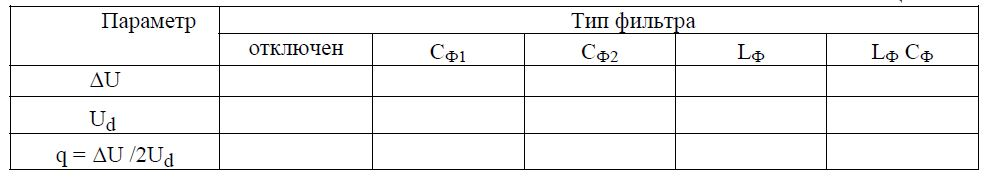 Параметр Тип фильтра
отключен CФ1 CФ2 LФ LФ CФ
ΔU
Ud
q = ΔU /2Ud